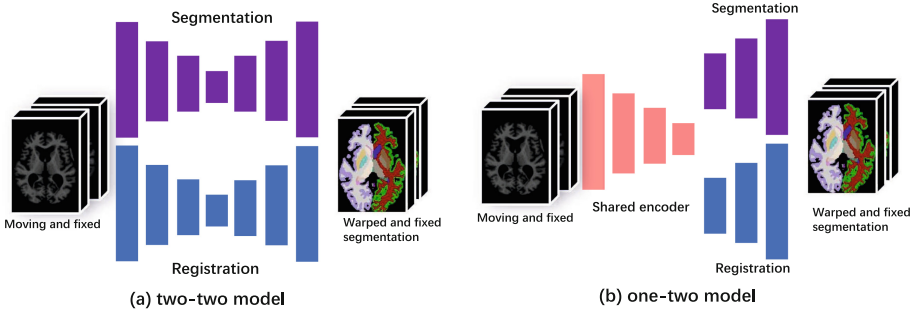 Segmentation
Moving and fixed
Warped and fixed
segmentation
Registration
(a) two-two model
Segmentation
Moving and fixed
Shared encoder
Warped and fixed
segmentation
Registration
(b) one-two model